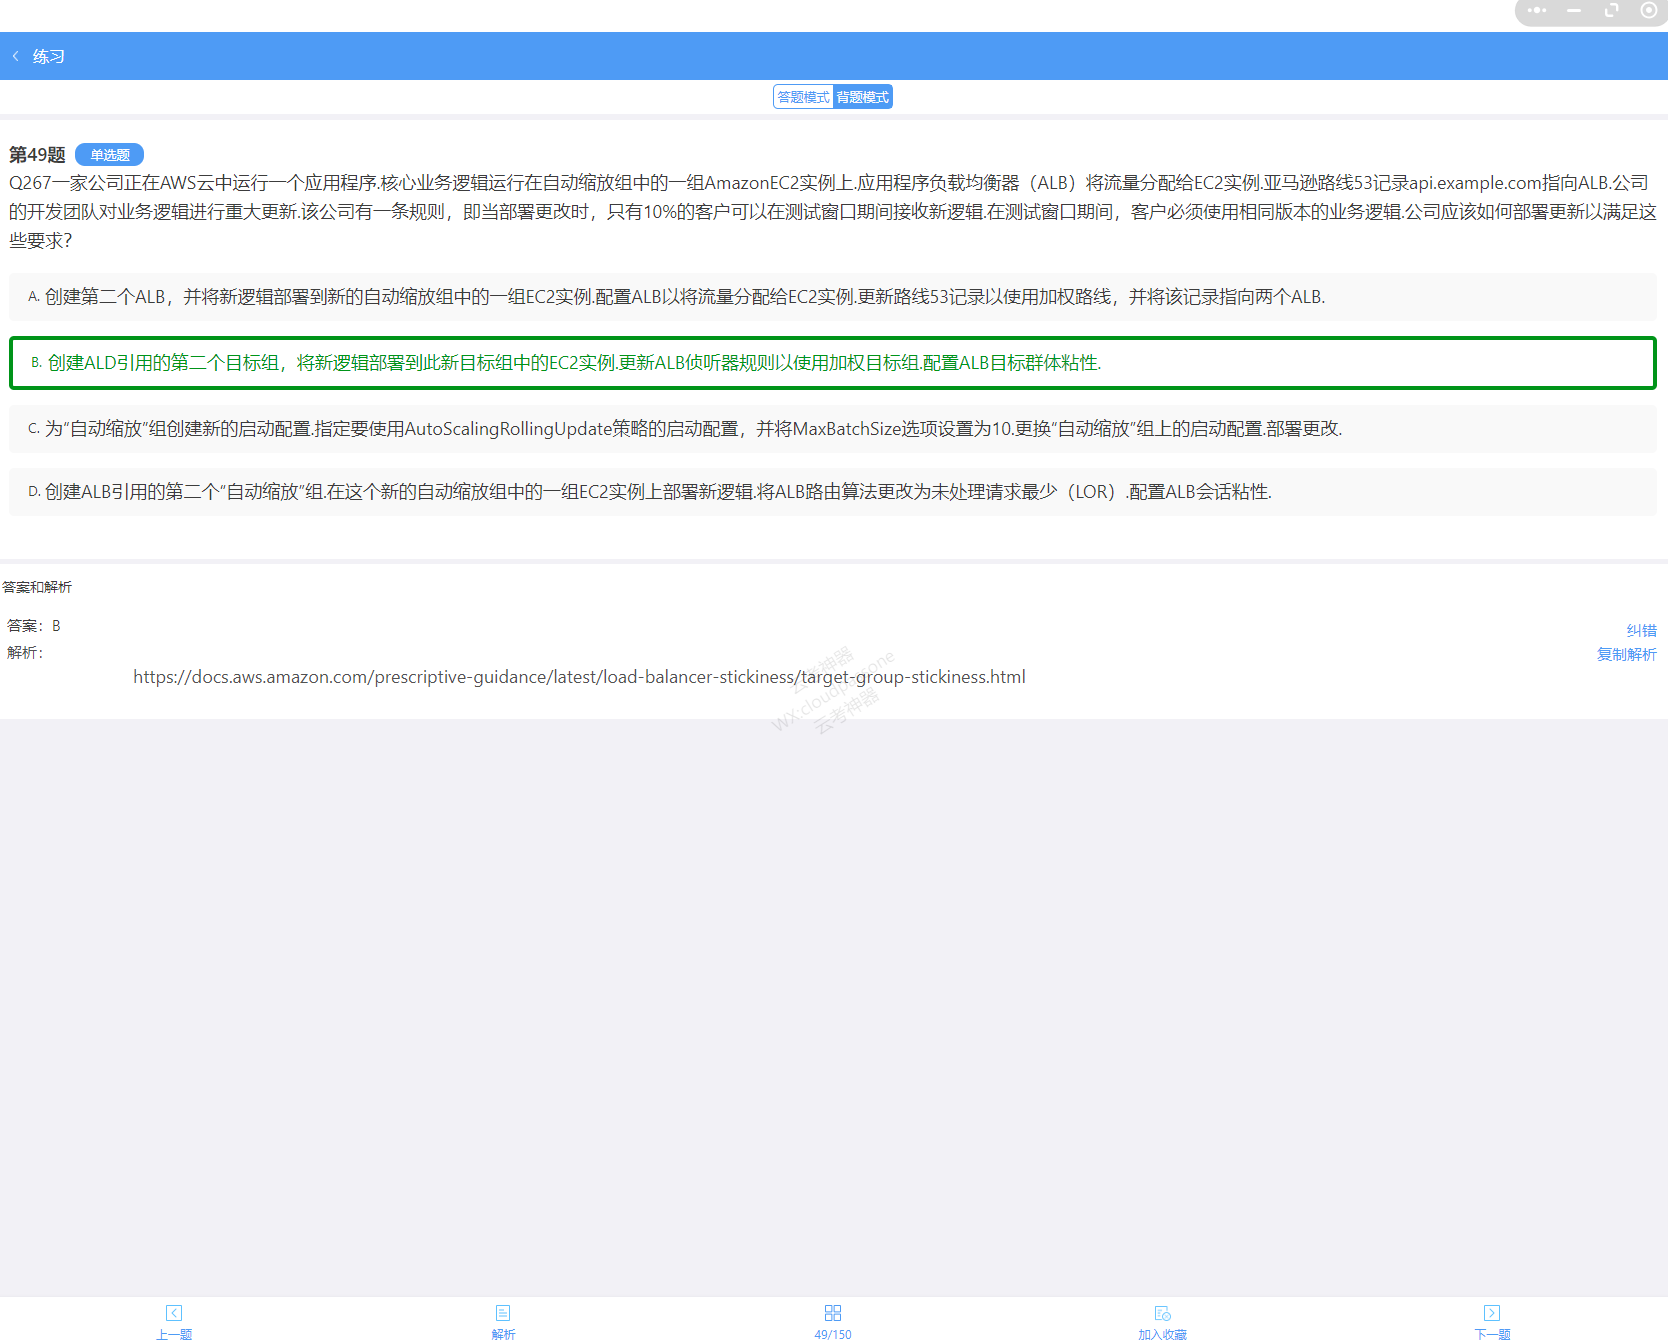 练习
答题模式 背题模式
第49题 单选题
Q267一家公司正在AWS云中运行一个应用程序.核心业务逻辑运行在自动缩放组中的一组AmazonEC2实例上.应用程序负载均衡器（ALB）将流量分配给EC2实例.亚马逊路线53记录api.example.com指向ALB.公司
的开发团队对业务逻辑进行重大更新.该公司有一条规则，即当部署更改时，只有10%的客户可以在测试窗口期间接收新逻辑.在测试窗口期间，客户必须使用相同版本的业务逻辑.公司应该如何部署更新以满足这
些要求？
A. 创建第二个ALB，并将新逻辑部署到新的自动缩放组中的一组EC2实例.配置ALB以将流量分配给EC2实例.更新路线53记录以使用加权路线，并将该记录指向两个ALB.
B. 创建ALD引用的第二个目标组，将新逻辑部署到此新目标组中的EC2实例.更新ALB侦听器规则以使用加权目标组.配置ALB目标群体粘性.
C. 为“自动缩放”组创建新的启动配置.指定要使用AutoScalingRollingUpdate策略的启动配置，并将MaxBatchSize选项设置为10.更换“自动缩放”组上的启动配置.部署更改.
D. 创建ALB引用的第二个“自动缩放”组.在这个新的自动缩放组中的一组EC2实例上部署新逻辑.将ALB路由算法更改为未处理请求最少（LOR）.配置ALB会话粘性.
答案和解析
答案：B
纠错
解析：
复制解析
https://docs.aws.amazon.com/prescriptive-guidance/latest/load-balancer-stickiness/target-group-stickiness.html
云考神器
云考神器
上一题 解析 49/150 加入收藏 下一题